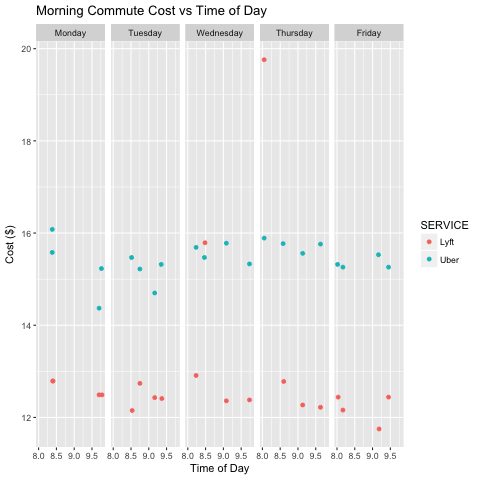 Morning Commute Cost vs Time of Day
Monday Tuesday Wednesday Thursday Friday
20
18
16
14
12
Cost ($)
8.0 8.5 9.0 9.5 8.0 8.5 9.0 9.5 8.0 8.5 9.0 9.5 8.0 8.5 9.0 9.5 8.0 8.5 9.0 9.5
Time of Day
SERVICE
Lyft
Uber